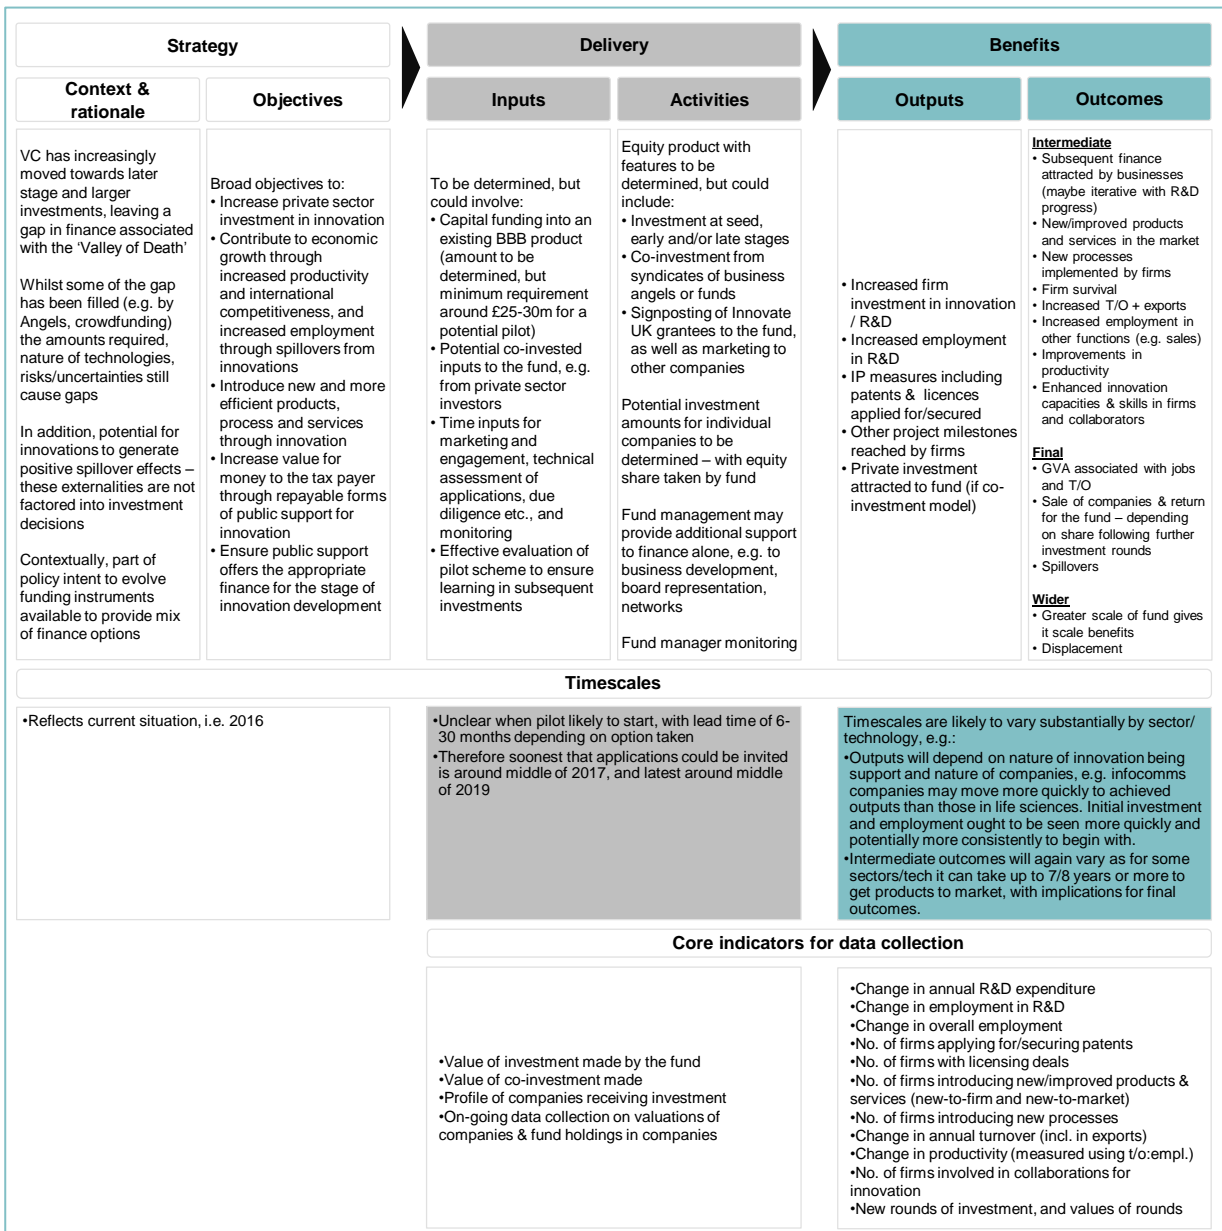 Strategy
Delivery
Benefits
Context &
rationale
Objectives
Inputs
Activities
Outputs
Outcomes
VC has increasingly
moved towards later
stage and larger
investments, leaving a
gap in finance associated
with the ‘Valley of Death’
Whilst some of the gap
has been filled (e.g. by
Angels, crowdfunding)
the amounts required,
nature of technologies,
risks/uncertainties still
cause gaps
In addition, potential for
innovations to generate
positive spillover effects –
these externalities are not
factored into investment
decisions
Contextually, part of
policy intent to evolve
funding instruments
available to provide mix
of finance options
Broad objectives to:
• Increase private sector
investment in innovation
• Contribute to economic
growth through
increased productivity
and international
competitiveness, and
increased employment
through spillovers from
innovations
• Introduce new and more
efficient products,
process and services
through innovation
• Increase value for
money to the tax payer
through repayable forms
of public support for
innovation
• Ensure public support
offers the appropriate
finance for the stage of
innovation development
To be determined, but
could involve:
• Capital funding into an
existing BBB product
(amount to be
determined, but
minimum requirement
around £25-30m for a
potential pilot)
• Potential co-invested
inputs to the fund, e.g.
from private sector
investors
• Time inputs for
marketing and
engagement, technical
assessment of
applications, due
diligence etc., and
monitoring
• Effective evaluation of
pilot scheme to ensure
learning in subsequent
investments
Equity product with
features to be
determined, but could
include:
• Investment at seed,
early and/or late stages
• Co-investment from
syndicates of business
angels or funds
• Signposting of Innovate
UK grantees to the fund,
as well as marketing to
other companies
Potential investment
amounts for individual
companies to be
determined – with equity
share taken by fund
Fund management may
provide additional support
to finance alone, e.g. to
business development,
board representation,
networks
Fund manager monitoring
• Increased firm
investment in innovation
/ R&D
• Increased employment
in R&D
• IP measures including
patents & licences
applied for/secured
• Other project milestones
reached by firms
• Private investment
attracted to fund (if co-
investment model)
Intermediate
• Subsequent finance
attracted by businesses
(maybe iterative with R&D
progress)
• New/improved products
and services in the market
• New processes
implemented by firms
• Firm survival
• Increased T/O + exports
• Increased employment in
other functions (e.g. sales)
• Improvements in
productivity
• Enhanced innovation
capacities & skills in firms
and collaborators
Final
• GVA associated with jobs
and T/O
• Sale of companies & return
for the fund – depending
on share following further
investment rounds
• Spillovers
Wider
• Greater scale of fund gives
it scale benefits
• Displacement
Timescales
•Reflects current situation, i.e. 2016
•Unclear when pilot likely to start, with lead time of 6-
30 months depending on option taken
•Therefore soonest that applications could be invited
is around middle of 2017, and latest around middle
of 2019
Timescales are likely to vary substantially by sector/
technology, e.g.:
•Outputs will depend on nature of innovation being
support and nature of companies, e.g. infocomms
companies may move more quickly to achieved
outputs than those in life sciences. Initial investment
and employment ought to be seen more quickly and
potentially more consistently to begin with.
•Intermediate outcomes will again vary as for some
sectors/tech it can take up to 7/8 years or more to
get products to market, with implications for final
outcomes.
Core indicators for data collection
•Value of investment made by the fund
•Value of co-investment made
•Profile of companies receiving investment
•On-going data collection on valuations of
companies & fund holdings in companies
•Change in annual R&D expenditure
•Change in employment in R&D
•Change in overall employment
•No. of firms applying for/securing patents
•No. of firms with licensing deals
•No. of firms introducing new/improved products &
services (new-to-firm and new-to-market)
•No. of firms introducing new processes
•Change in annual turnover (incl. in exports)
•Change in productivity (measured using t/o:empl.)
•No. of firms involved in collaborations for
innovation
•New rounds of investment, and values of rounds